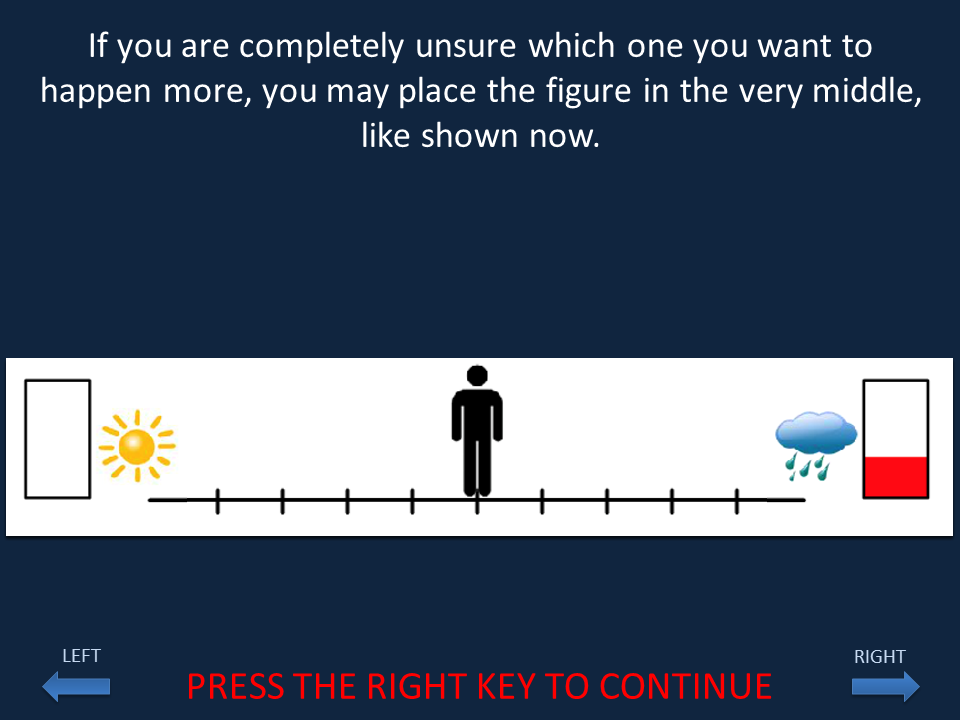 If you are completely unsure which one you want to
happen more, you may place the figure in the very middle,
like shown now.
LEFT
RIGHT
PRESS THE RIGHT KEY TO CONTINUE